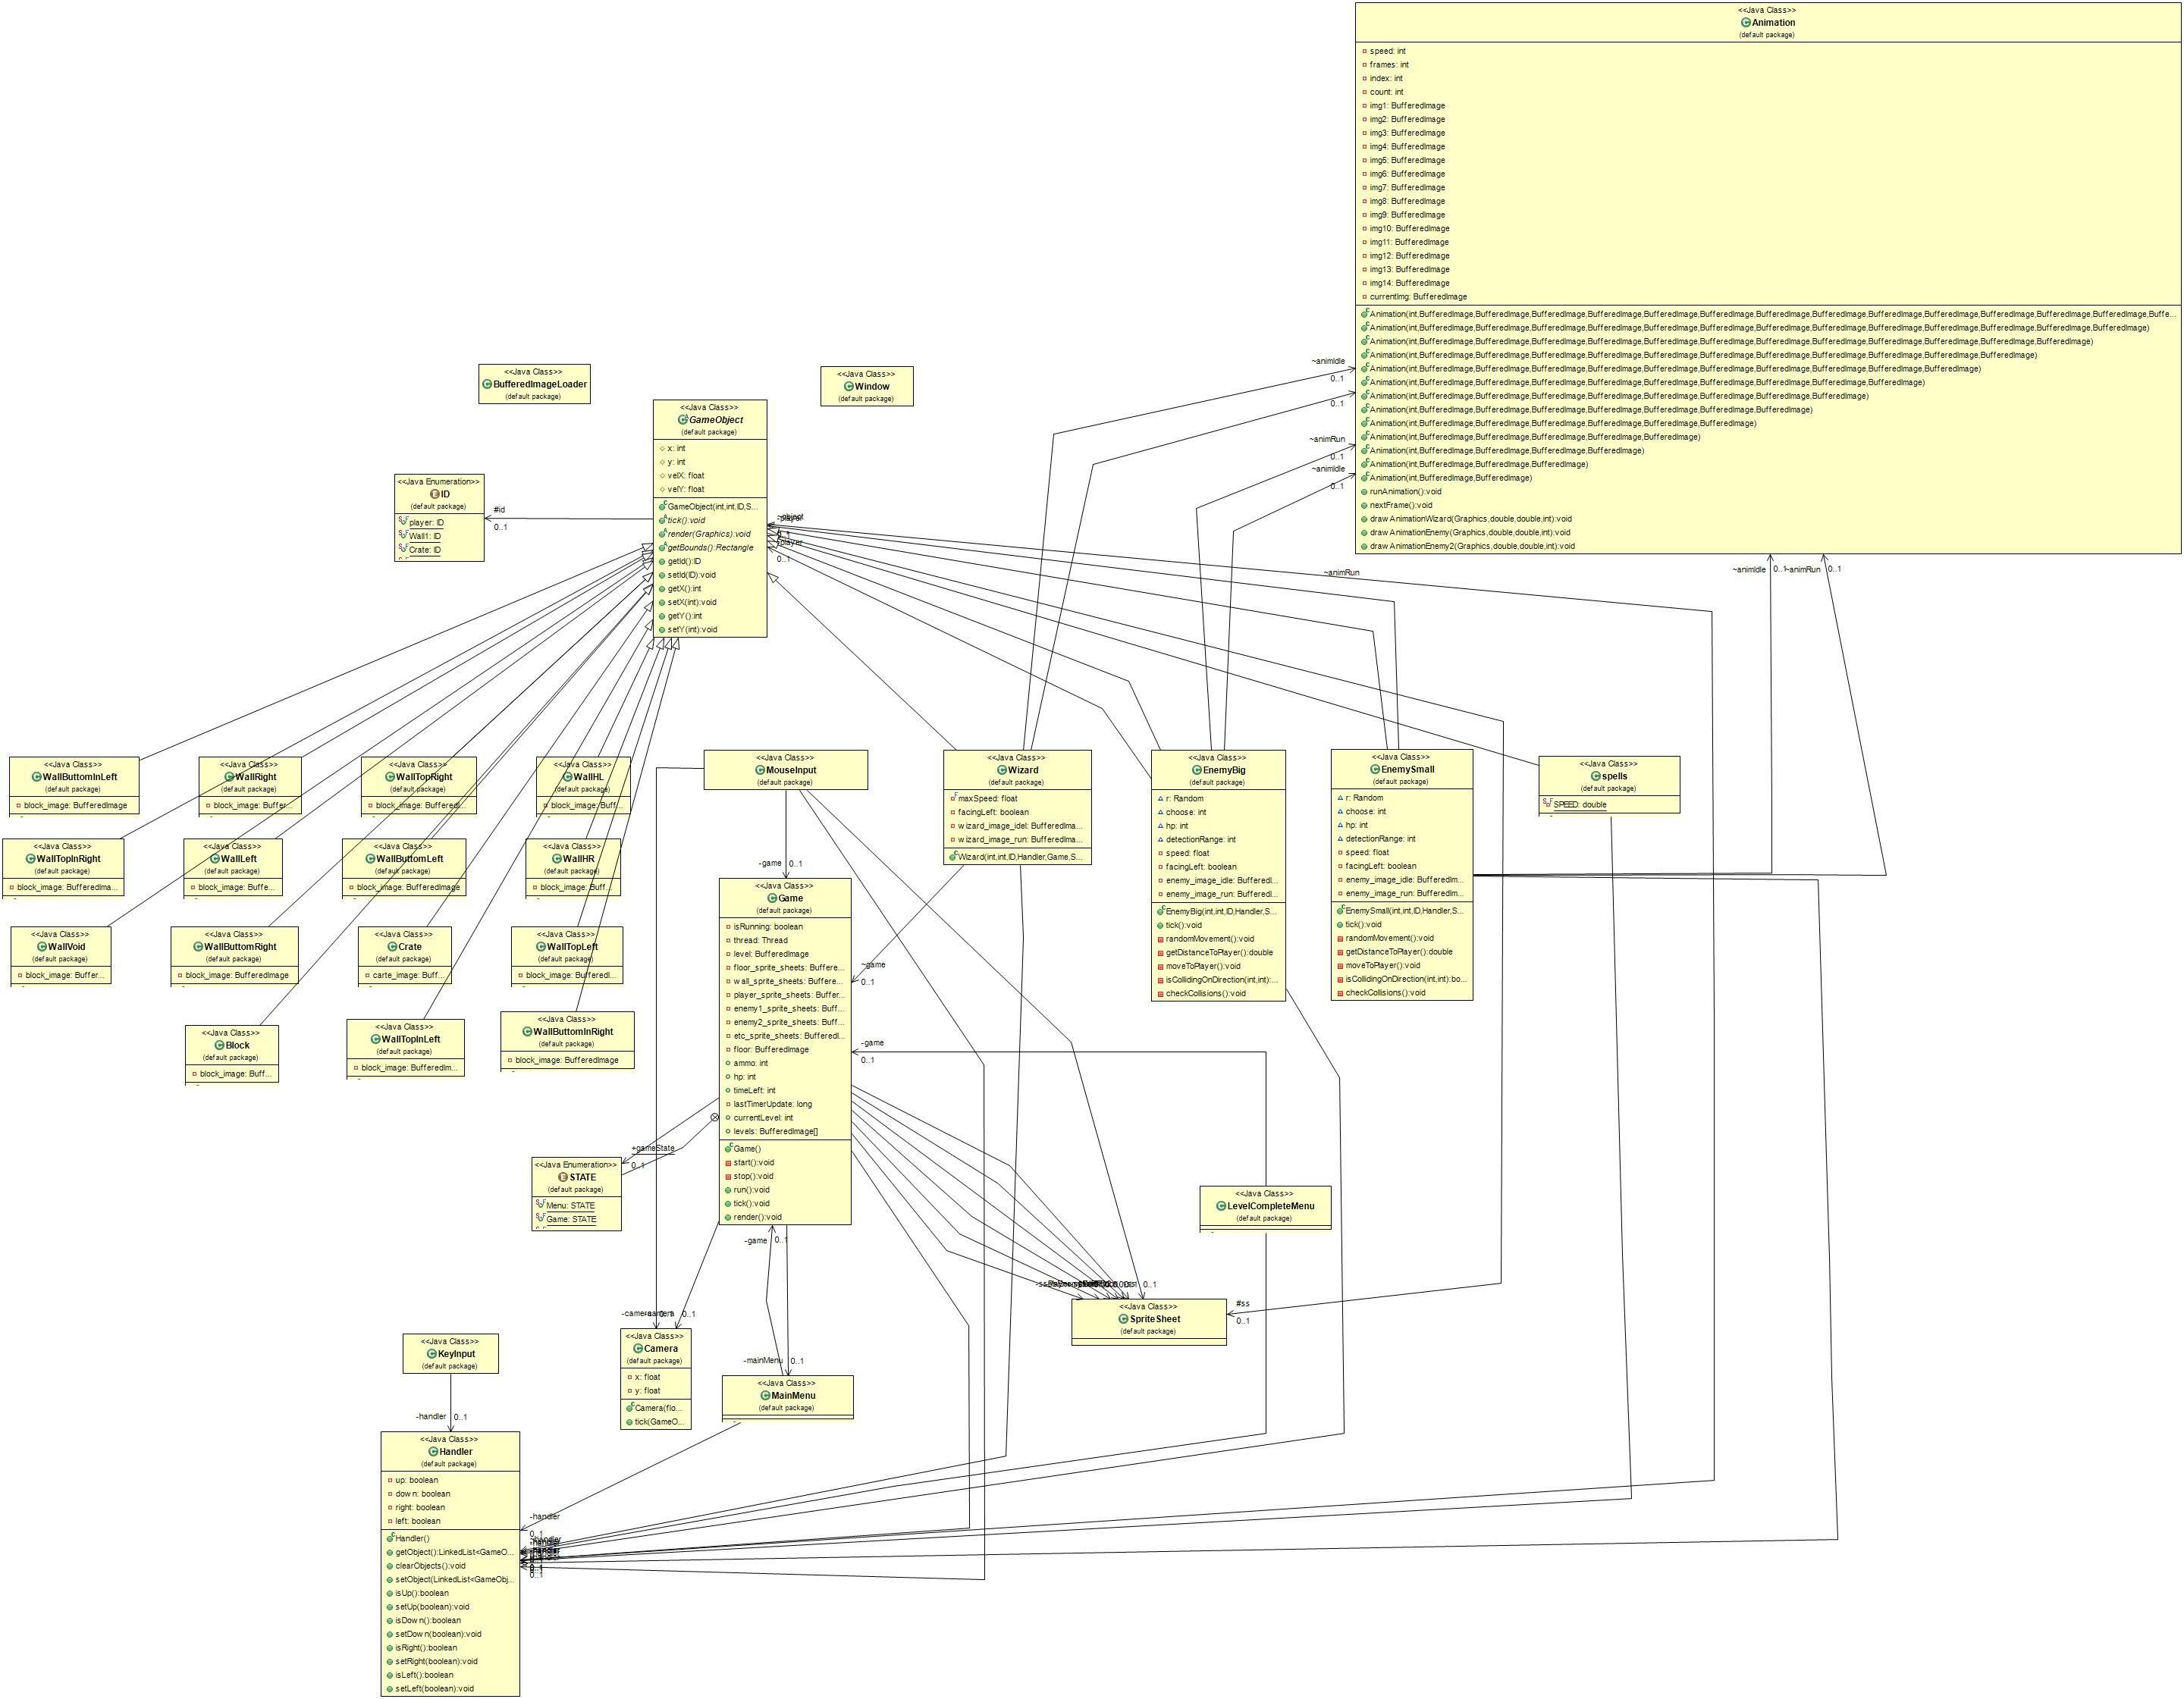 <<Java Class>>
Animation
(default package)
speed: int
frames: int
index: int
count: int
img1: BufferedImage
img2: BufferedImage
img3: BufferedImage
img4: BufferedImage
img5: BufferedImage
img6: BufferedImage
img7: BufferedImage
img8: BufferedImage
img9: BufferedImage
img10: BufferedImage
img11: BufferedImage
img12: BufferedImage
img13: BufferedImage
img14: BufferedImage
currentImg: BufferedImage
Animation(int,BufferedImage,BufferedImage,BufferedImage,BufferedImage,BufferedImage,BufferedImage,BufferedImage,BufferedImage,BufferedImage,BufferedImage,BufferedImage,BufferedImage,BufferedImage,Buffe...
Animation(int,BufferedImage,BufferedImage,BufferedImage,BufferedImage,BufferedImage,BufferedImage,BufferedImage,BufferedImage,BufferedImage,BufferedImage,BufferedImage,BufferedImage,BufferedImage)
Animation(int,BufferedImage,BufferedImage,BufferedImage,BufferedImage,BufferedImage,BufferedImage,BufferedImage,BufferedImage,BufferedImage,BufferedImage,BufferedImage,BufferedImage)
Animation(int,BufferedImage,BufferedImage,BufferedImage,BufferedImage,BufferedImage,BufferedImage,BufferedImage,BufferedImage,BufferedImage,BufferedImage,BufferedImage)
Animation(int,BufferedImage,BufferedImage,BufferedImage,BufferedImage,BufferedImage,BufferedImage,BufferedImage,BufferedImage,BufferedImage,BufferedImage)
Animation(int,BufferedImage,BufferedImage,BufferedImage,BufferedImage,BufferedImage,BufferedImage,BufferedImage,BufferedImage,BufferedImage)
Animation(int,BufferedImage,BufferedImage,BufferedImage,BufferedImage,BufferedImage,BufferedImage,BufferedImage,BufferedImage)
Animation(int,BufferedImage,BufferedImage,BufferedImage,BufferedImage,BufferedImage,BufferedImage,BufferedImage)
Animation(int,BufferedImage,BufferedImage,BufferedImage,BufferedImage,BufferedImage,BufferedImage)
Animation(int,BufferedImage,BufferedImage,BufferedImage,BufferedImage,BufferedImage)
Animation(int,BufferedImage,BufferedImage,BufferedImage,BufferedImage)
Animation(int,BufferedImage,BufferedImage,BufferedImage)
Animation(int,BufferedImage,BufferedImage)
runAnimation():void
nextFrame():void
drawAnimationWizard(Graphics,double,double,int):void
drawAnimationEnemy(Graphics,double,double,int):void
drawAnimationEnemy2(Graphics,double,double,int):void
~animIdle
0..1
0..1
~animRun
0..1
~animIdle
0..1
~animIdle
0..1
~animRun
0..1
~animRun
<<Java Class>>
BufferedImageLoader
(default package)
<<Java Class>>
Window
(default package)
<<Java Class>>
GameObject
(default package)
x: int
y: int
velX: float
velY: float
GameObject(int,int,ID,S...
tick():void
render(Graphics):void
getBounds():Rectangle
getId():ID
setId(ID):void
getX():int
setX(int):void
getY():int
setY(int):void
<<Java Enumeration>>
ID
(default package)
player: ID
Wall1: ID
Crate: ID
#id
0..1
~player
0..1
<<Java Class>>
WallButtomInLeft
(default package)
block_image: BufferedImage
<<Java Class>>
WallRight
(default package)
block_image: Buffer...
<<Java Class>>
WallTopRight
(default package)
block_image: BufferedI...
<<Java Class>>
WallHL
(default package)
block_image: Buff...
<<Java Class>>
WallTopInRight
(default package)
block_image: BufferedIma...
<<Java Class>>
WallLeft
(default package)
block_image: Buffe...
<<Java Class>>
WallButtomLeft
(default package)
block_image: BufferedImage
<<Java Class>>
WallHR
(default package)
block_image: Buff...
<<Java Class>>
WallVoid
(default package)
block_image: Buffer...
<<Java Class>>
WallButtomRight
(default package)
block_image: BufferedImage
<<Java Class>>
Crate
(default package)
carte_image: Buff...
<<Java Class>>
WallTopLeft
(default package)
block_image: BufferedI...
<<Java Class>>
Block
(default package)
block_image: Buff...
<<Java Class>>
WallTopInLeft
(default package)
block_image: BufferedIm...
<<Java Class>>
WallButtomInRight
(default package)
block_image: BufferedImage
<<Java Class>>
MouseInput
(default package)
<<Java Class>>
Wizard
(default package)
maxSpeed: float
facingLeft: boolean
wizard_image_idel: BufferedIma...
wizard_image_run: BufferedIma...
Wizard(int,int,ID,Handler,Game,S...
<<Java Class>>
EnemyBig
(default package)
r: Random
choose: int
hp: int
detectionRange: int
speed: float
facingLeft: boolean
enemy_image_idle: BufferedI...
enemy_image_run: BufferedI...
EnemyBig(int,int,ID,Handler,S...
tick():void
randomMovement():void
getDistanceToPlayer():double
moveToPlayer():void
isCollidingOnDirection(int,int):...
checkCollisions():void
<<Java Class>>
EnemySmall
(default package)
r: Random
choose: int
hp: int
detectionRange: int
speed: float
facingLeft: boolean
enemy_image_idle: BufferedIm...
enemy_image_run: BufferedIm...
EnemySmall(int,int,ID,Handler,S...
tick():void
randomMovement():void
getDistanceToPlayer():double
moveToPlayer():void
isCollidingOnDirection(int,int):bo...
checkCollisions():void
<<Java Class>>
spells
(default package)
SPEED: double
-game
0..1
<<Java Class>>
Game
(default package)
isRunning: boolean
thread: Thread
level: BufferedImage
floor_sprite_sheets: Buffere...
wall_sprite_sheets: Buffere...
player_sprite_sheets: Buffer...
enemy1_sprite_sheets: Buff...
enemy2_sprite_sheets: Buff...
etc_sprite_sheets: BufferedI...
floor: BufferedImage
ammo: int
hp: int
timeLeft: int
lastTimerUpdate: long
currentLevel: int
levels: BufferedImage[]
Game()
start():void
stop():void
run():void
tick():void
render():void
~game
0..1
-game
0..1
+gameState
0..1
<<Java Enumeration>>
STATE
(default package)
Menu: STATE
Game: STATE
<<Java Class>>
LevelCompleteMenu
(default package)
-game
0..1
0..1
#ss
0..1
<<Java Class>>
SpriteSheet
(default package)
0..1
<<Java Class>>
Camera
(default package)
x: float
y: float
Camera(flo...
tick(GameO...
-mainMenu
0..1
<<Java Class>>
MainMenu
(default package)
<<Java Class>>
KeyInput
(default package)
-handler
0..1
<<Java Class>>
Handler
(default package)
up: boolean
down: boolean
right: boolean
left: boolean
Handler()
getObject():LinkedList<GameO...
clearObjects():void
setObject(LinkedList<GameObj...
isUp():boolean
setUp(boolean):void
isDown():boolean
setDown(boolean):void
isRight():boolean
setRight(boolean):void
isLeft():boolean
setLeft(boolean):void
-handler
0..1